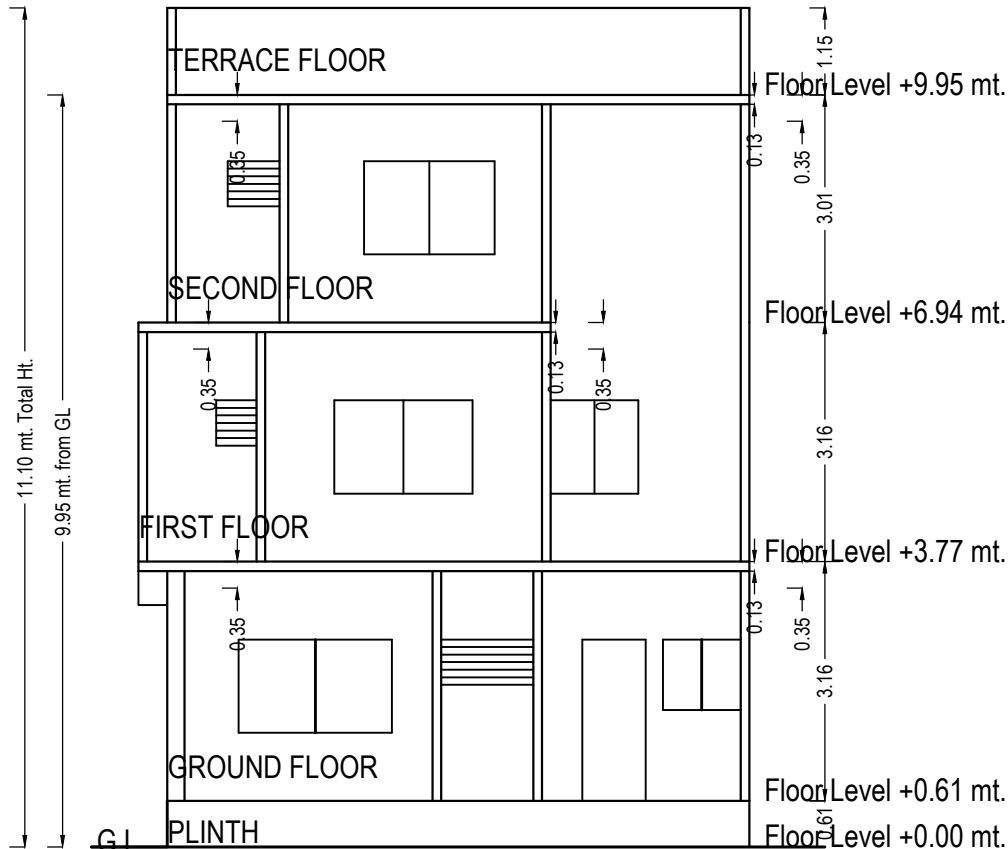 1.15
TERRACE FLOOR
Floor Level +9.95 mt.
0.35
0.13
0.35
3.01
SECOND FLOOR
Floor Level +6.94 mt.
0.35
0.13
0.35
11.10 mt. Total Ht.
9.95 mt. from GL
3.16
FIRST FLOOR
Floor Level +3.77 mt.
0.35
0.13
0.35
3.16
GROUND FLOOR
Floor Level +0.61 mt.
0.61
PLINTH
G.L
Floor Level +0.00 mt.